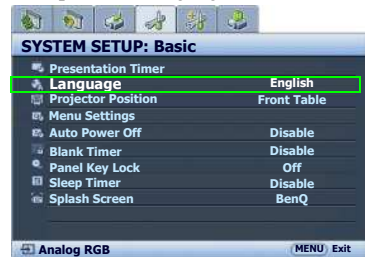 SYSTEM SETUP: Basic
Presentation Timer
Language English
Projector Position Front Table
Menu Settings
Auto Power Off Disable
Blank Timer Disable
Panel Key Lock Off
Sleep Timer Disable
Splash Screen BenQ
Analog RGB MENU Exit